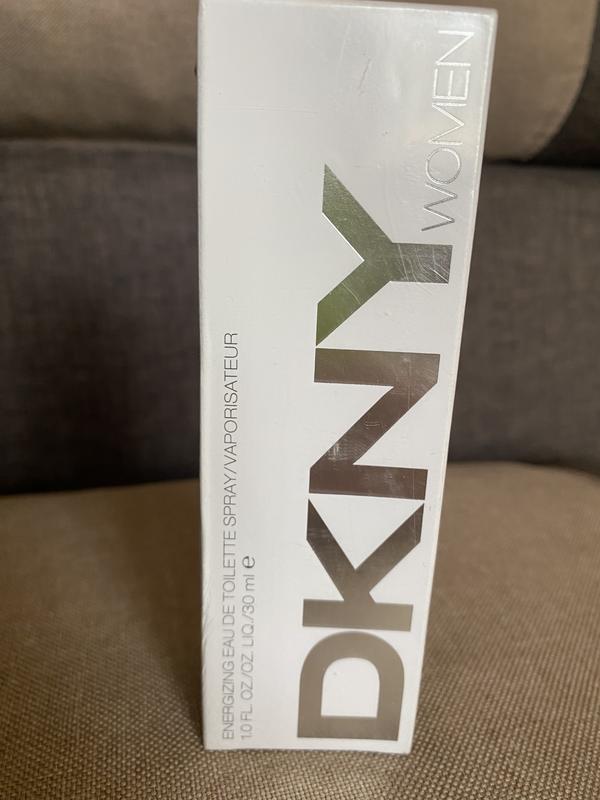 DKNY
WOMEN
ENERGIZING EAU DE TOILETTE SPRAY/VAPORISATEUR
1.0 FL. OZ./OZ. LIQ./30 ml ℮